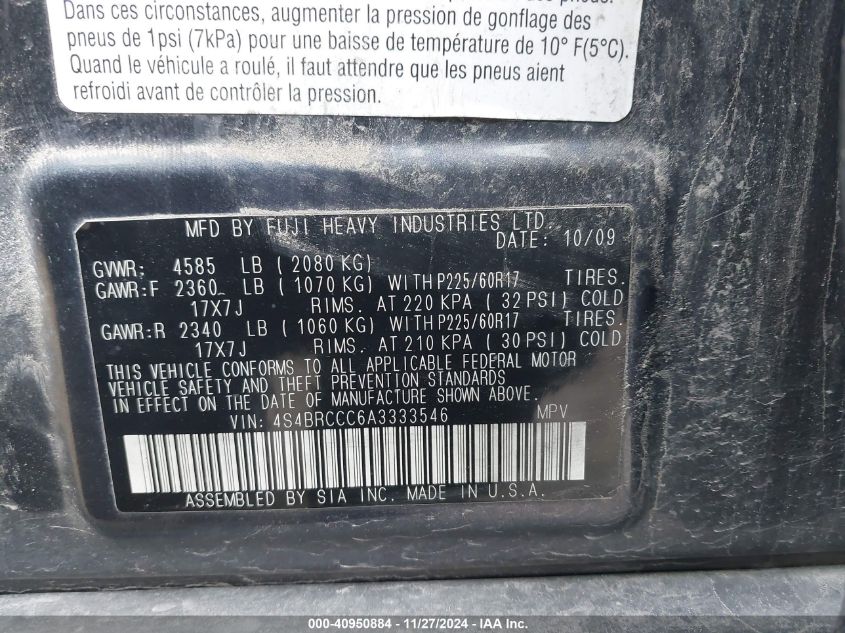 Dans ces circonstances, augmenter la pression de gonflage des
pneus de 1psi (7kPa) pour une baisse de température de 10° F(5°C).
Quand le véhicule a roulé, il faut attendre que les pneus aient
refroidi avant de contrôler la pression.
MFD BY FUJI HEAVY INDUSTRIES LTD.
DATE: 10/09
GVWR: 4585 LB (2080 KG)
GAWR:F 2360 LB (1070 KG) WITH P225/60R17 TIRES.
17X7J RIMS. AT 220 KPA (32 PSI) COLD
GAWR:R 2340 LB (1060 KG) WITH P225/60R17 TIRES.
17X7J RIMS. AT 210 KPA (30 PSI) COLD
THIS VEHICLE CONFORMS TO ALL APPLICABLE FEDERAL MOTOR
VEHICLE SAFETY AND THEFT PREVENTION STANDARDS
IN EFFECT ON THE DATE OF MANUFACTURE SHOWN ABOVE.
VIN: 4S4BRCCC6A3333546 MPV
ASSEMBLED BY SIA INC. MADE IN U.S.A.
000-40950884 - 11/27/2024 - IAA Inc.